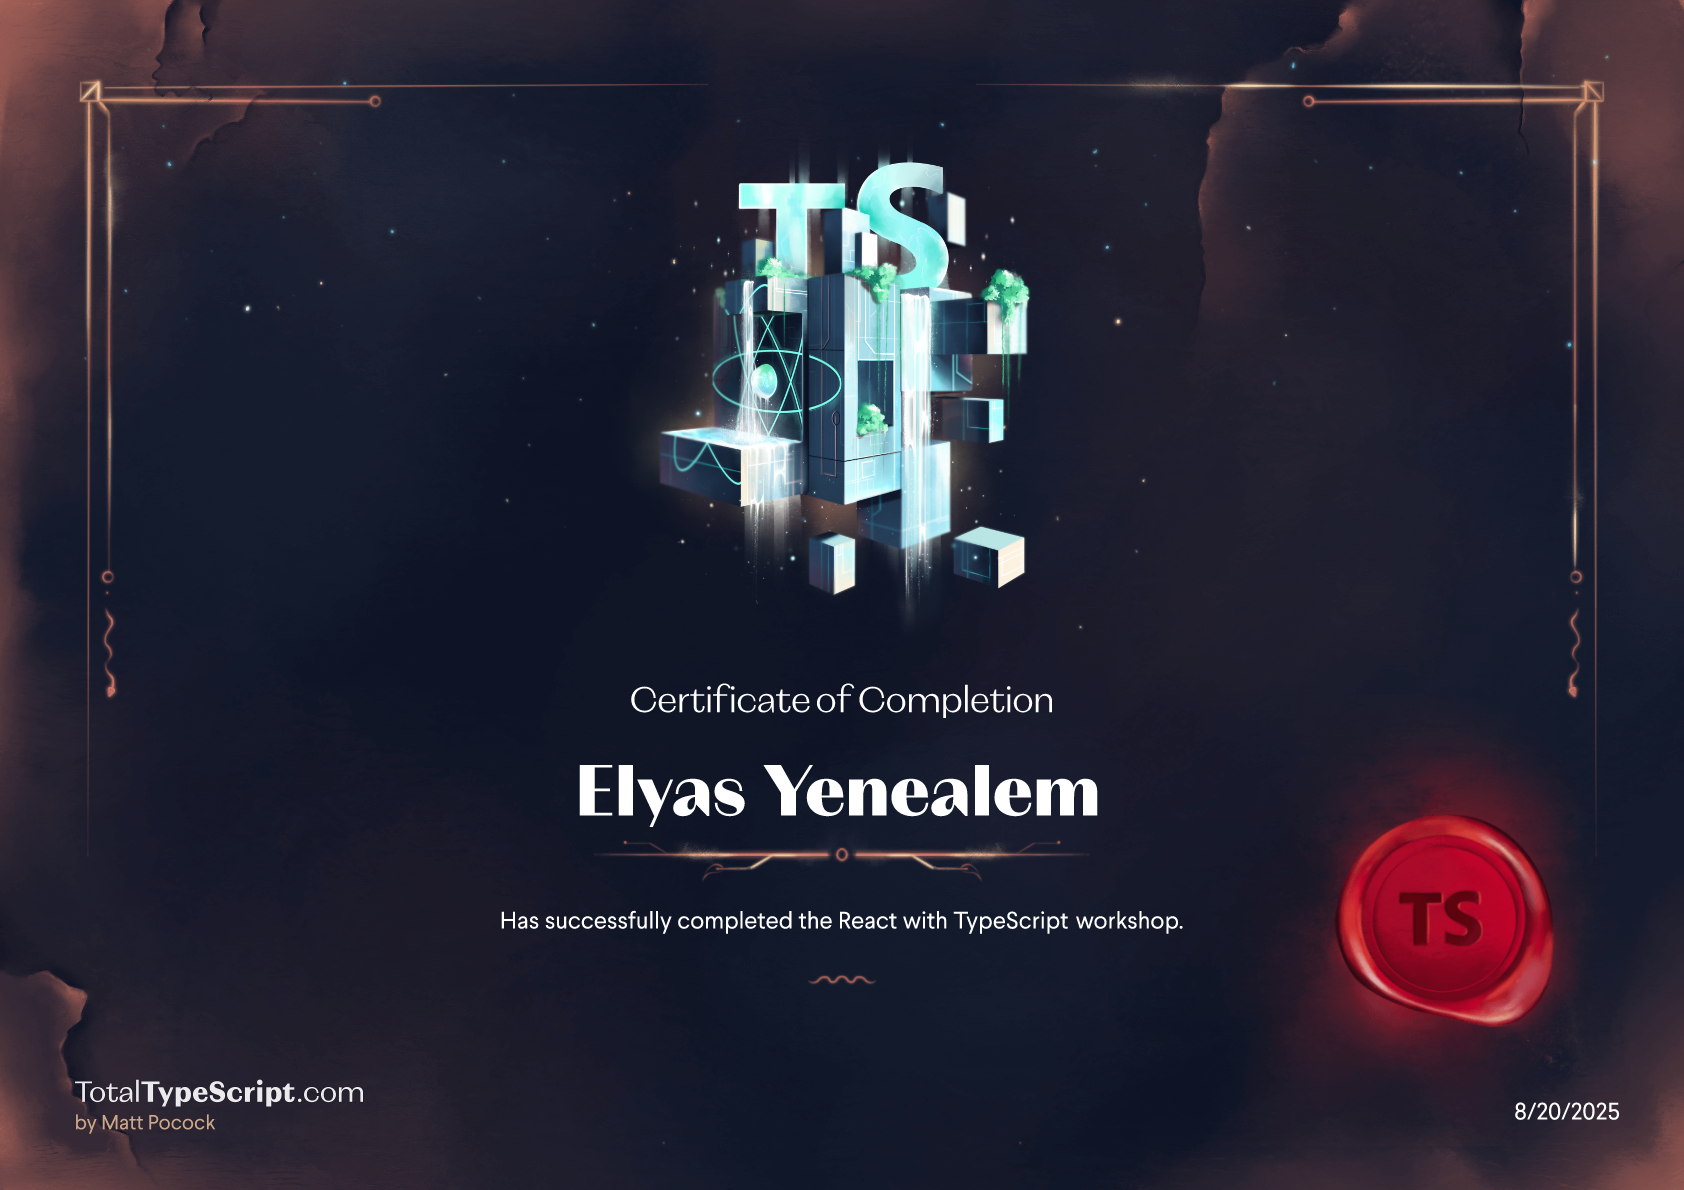 TS
Certificate of Completion
Elyas Yenealem
Has successfully completed the React with TypeScript workshop.
TS
TotalTypeScript.com
by Matt Pocock
8/20/2025